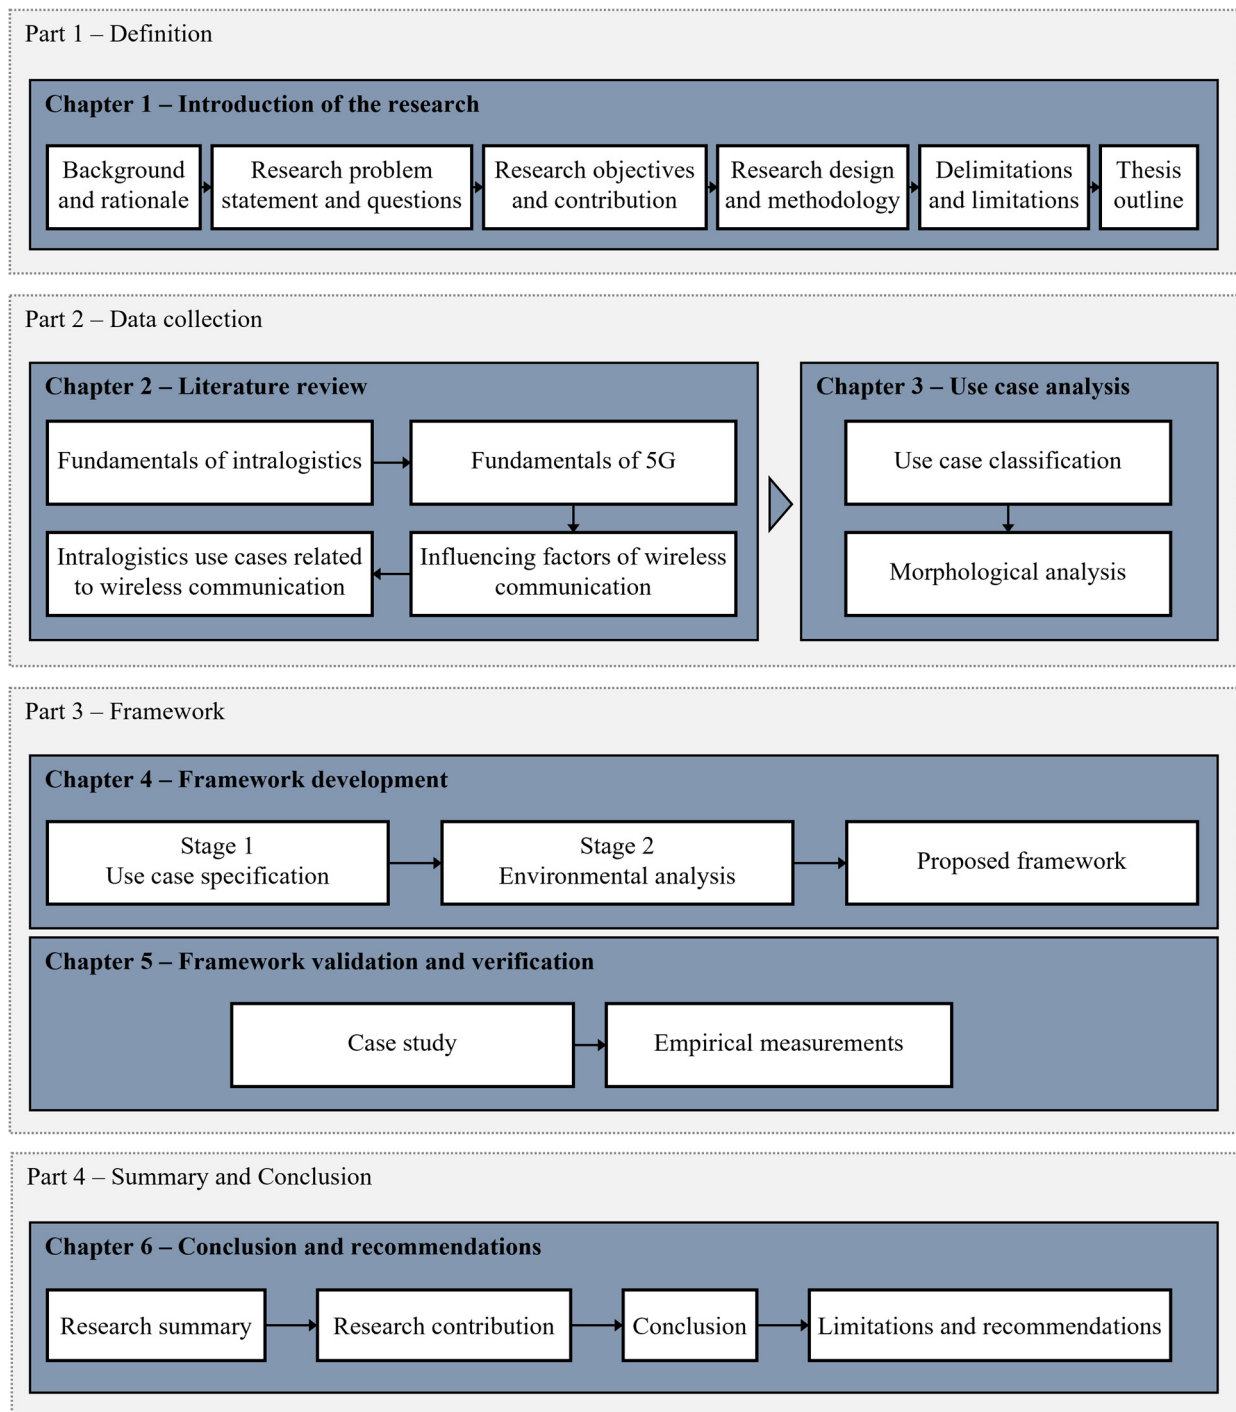 Part 1 – Definition
Chapter 1 – Introduction of the research
Background
and rationale
Research problem
statement and questions
Research objectives
and contribution
Research design
and methodology
Delimitations
and limitations
Thesis
outline
Part 2 – Data collection
Chapter 2 – Literature review
Fundamentals of intralogistics
Fundamentals of 5G
Influencing factors of wireless
communication
Intralogistics use cases related
to wireless communication
Chapter 3 – Use case analysis
Use case classification
Morphological analysis
Part 3 – Framework
Chapter 4 – Framework development
Stage 1
Use case specification
Stage 2
Environmental analysis
Proposed framework
Chapter 5 – Framework validation and verification
Case study
Empirical measurements
Part 4 – Summary and Conclusion
Chapter 6 – Conclusion and recommendations
Research summary
Research contribution
Conclusion
Limitations and recommendations